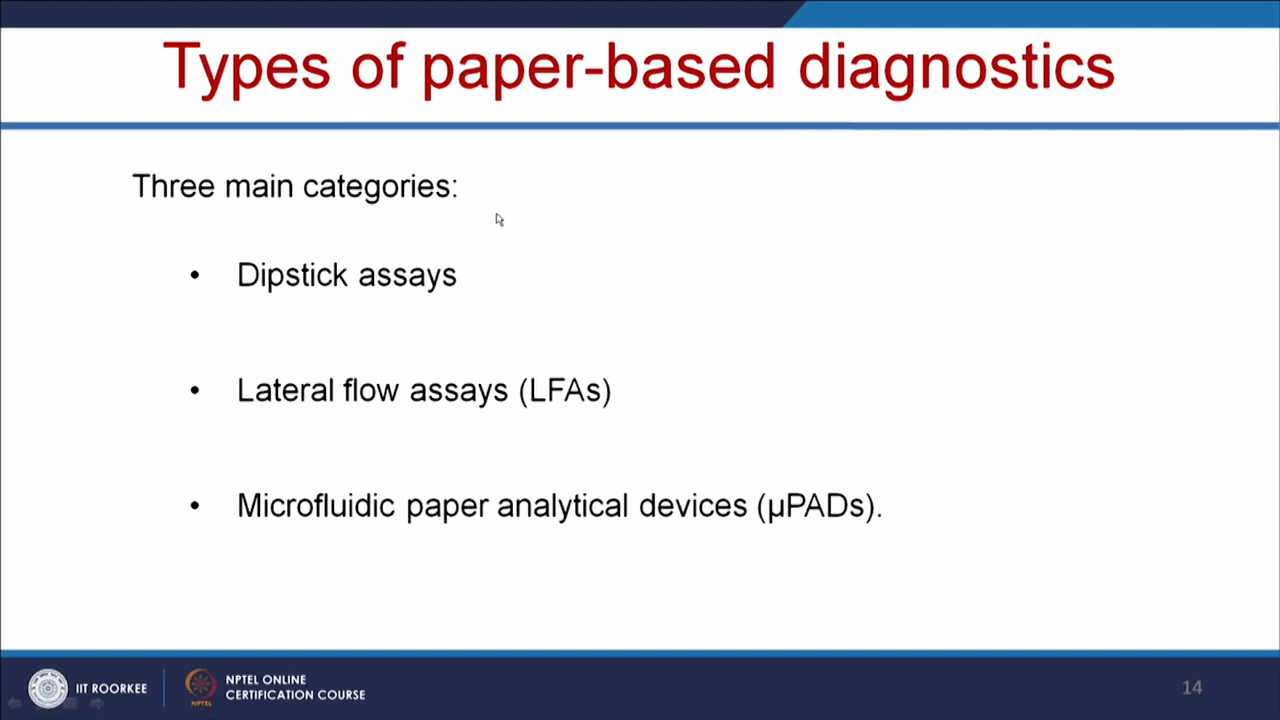 Types of paper-based diagnostics
Three main categories:
• Dipstick assays
• Lateral flow assays (LFAs)
• Microfluidic paper analytical devices (µPADs).
IIT ROORKEE
NPTEL
NPTEL ONLINE
CERTIFICATION COURSE
14